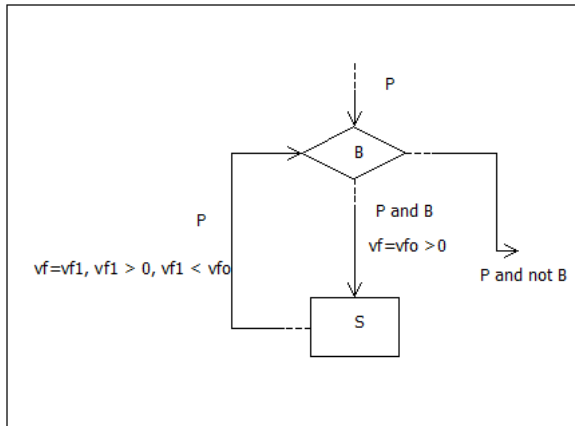 P
B
P
P and B
vf=vfo >0
vf=vf1, vf1 > 0, vf1 < vfo
P and not B
S